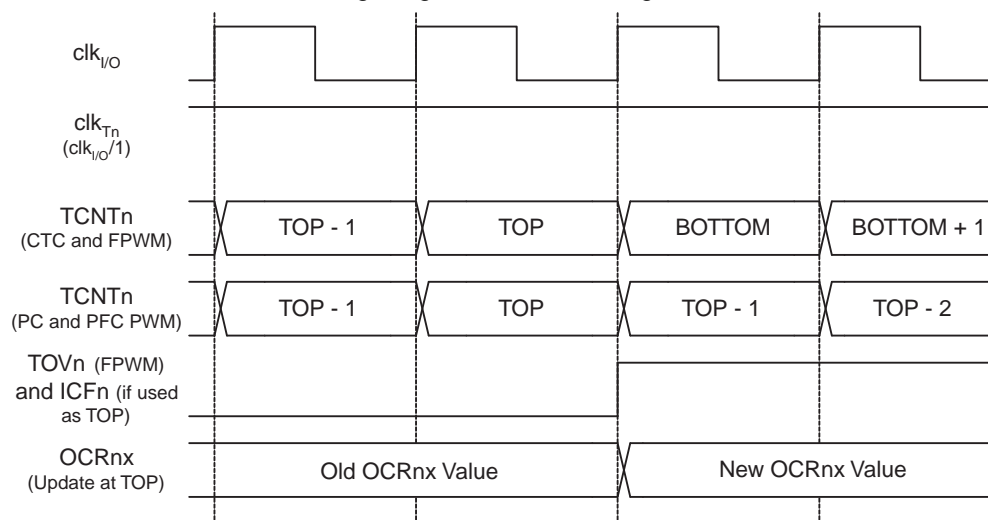 clkI/O
clkTn
(clkI/O/1)
TCNTn
(CTC and FPWM)
TOP - 1
TOP
BOTTOM
BOTTOM + 1
TCNTn
(PC and PFC PWM)
TOP - 1
TOP
TOP - 1
TOP - 2
TOVn (FPWM)
and ICFn (if used
as TOP)
OCRnx
(Update at TOP)
Old OCRnx Value
New OCRnx Value